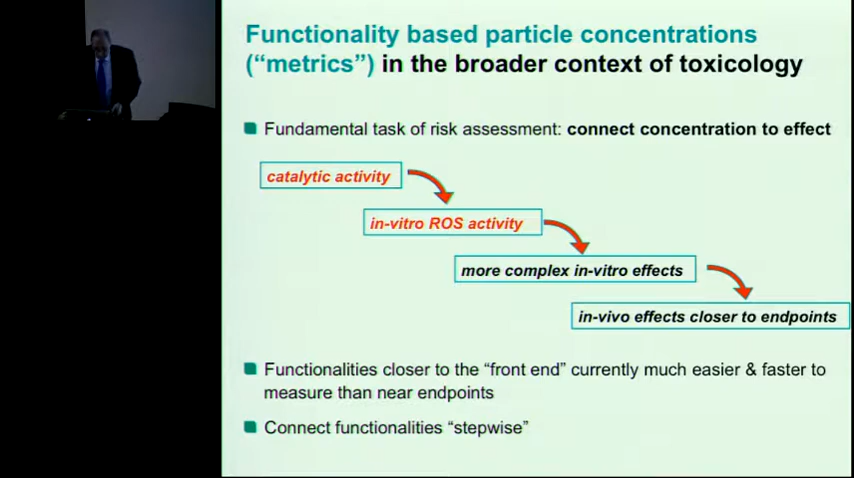 Functionality based particle concentrations
(“metrics”) in the broader context of toxicology
Fundamental task of risk assessment: connect concentration to effect
catalytic activity
in-vitro ROS activity
more complex in-vitro effects
in-vivo effects closer to endpoints
Functionalities closer to the “front end” currently much easier & faster to
measure than near endpoints
Connect functionalities “stepwise”